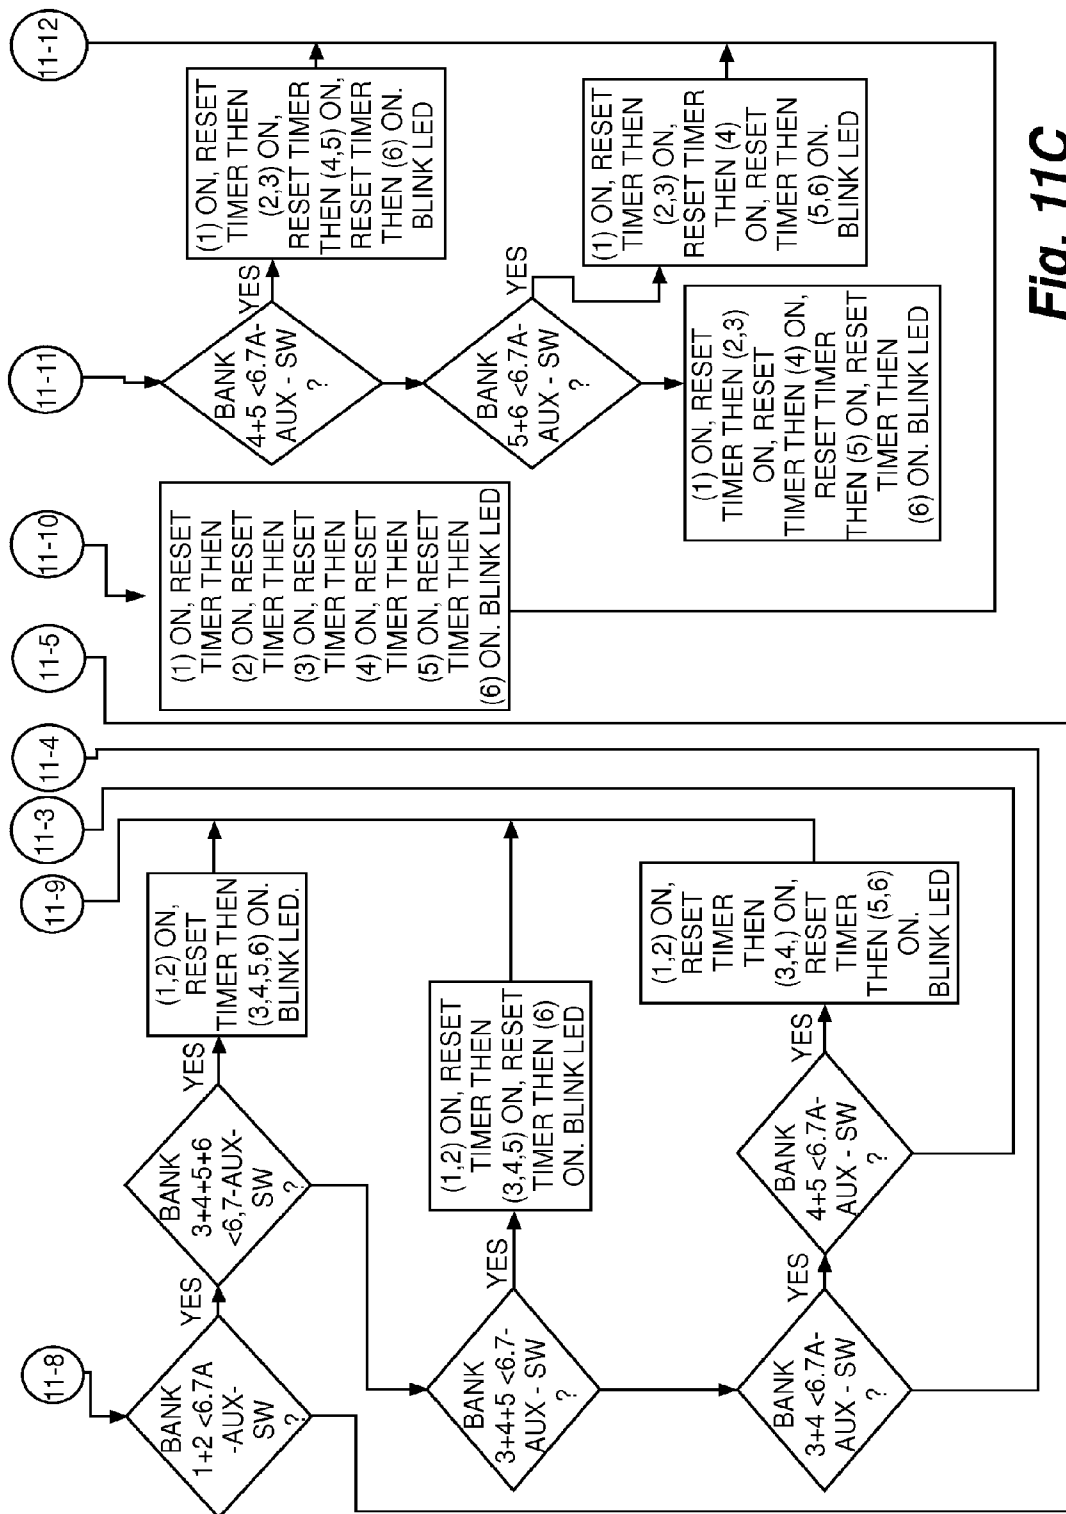 11-8
BANK
1+2 <6.7A
-AUX-
SW
?
YES
BANK
3+4+5+6
<6,7-AUX-
SW
?
YES
(1,2) ON,
RESET
TIMER THEN
(3,4,5,6) ON.
BLINK LED.
BANK
3+4+5 <6.7-
AUX - SW
?
YES
(1,2) ON, RESET
TIMER THEN
(3,4,5) ON, RESET
TIMER THEN (6)
ON. BLINK LED
BANK
3+4 <6.7A-
AUX - SW
?
YES
BANK
4+5 <6.7A-
AUX - SW
?
YES
(1,2) ON,
RESET
TIMER
THEN
(3,4,) ON,
RESET
TIMER
THEN (5,6)
ON.
BLINK LED
11-9
11-3
11-4
11-5
11-10
(1) ON, RESET
TIMER THEN
(2) ON, RESET
TIMER THEN
(3) ON, RESET
TIMER THEN
(4) ON, RESET
TIMER THEN
(5) ON, RESET
TIMER THEN
(6) ON. BLINK LED
11-11
BANK
4+5 <6.7A-
AUX - SW
?
YES
(1) ON, RESET
TIMER THEN
(2,3) ON,
RESET TIMER
THEN (4,5) ON,
RESET TIMER
THEN (6) ON.
BLINK LED
BANK
5+6 <6.7A-
AUX - SW
?
YES
(1) ON, RESET
TIMER THEN
(2,3) ON,
RESET TIMER
THEN (4)
ON, RESET
TIMER THEN
(5,6) ON.
BLINK LED
(1) ON, RESET
TIMER THEN (2,3)
ON, RESET
TIMER THEN (4) ON,
RESET TIMER
THEN (5) ON, RESET
TIMER THEN
(6) ON. BLINK LED
11-12
Fig. 11C